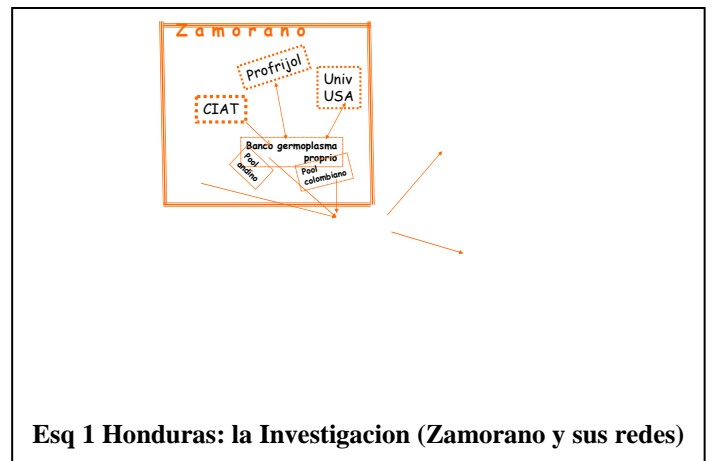 Zamorano
Profrijol
Univ
USA
CIAT
Banco germoplasma
proprio
Pool
andino
Pool
colombiano
Esq 1 Honduras: la Investigacion (Zamorano y sus redes)